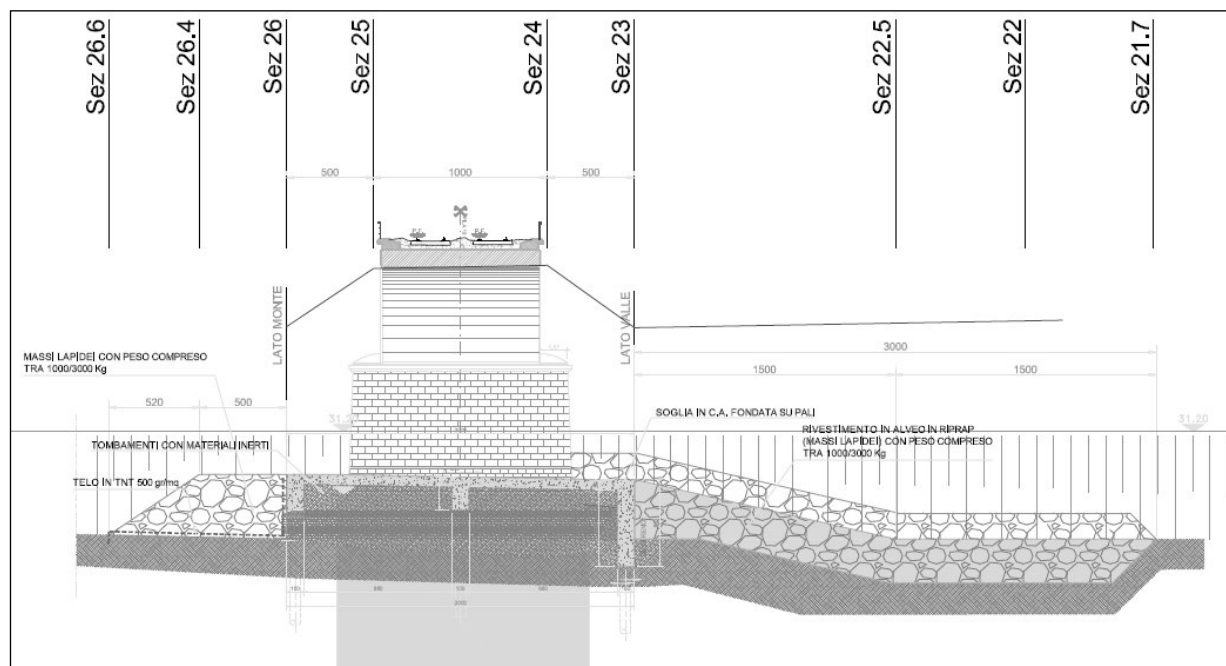 Sez 26.6
Sez 26.4
Sez 26
Sez 25
Sez 24
Sez 23
Sez 22.5
Sez 22
Sez 21.7
500
1000
500
LATO MONTE
LATO VALLE
3000
1500
1500
MASSI LAPIDEI CON PESO COMPRESO
TRA 1000/3000 Kg
520
500
31.20
SOGLIA IN C.A. FONDATA SU PALI
31.20
TOMBAMENTI CON MATERIALI INERTI
RIVESTIMENTO IN ALVEO IN RIPRAP
(MASSI LAPIDEI) CON PESO COMPRESO
TRA 1000/3000 Kg
TELO IN TNT 500 gr/mq
2000